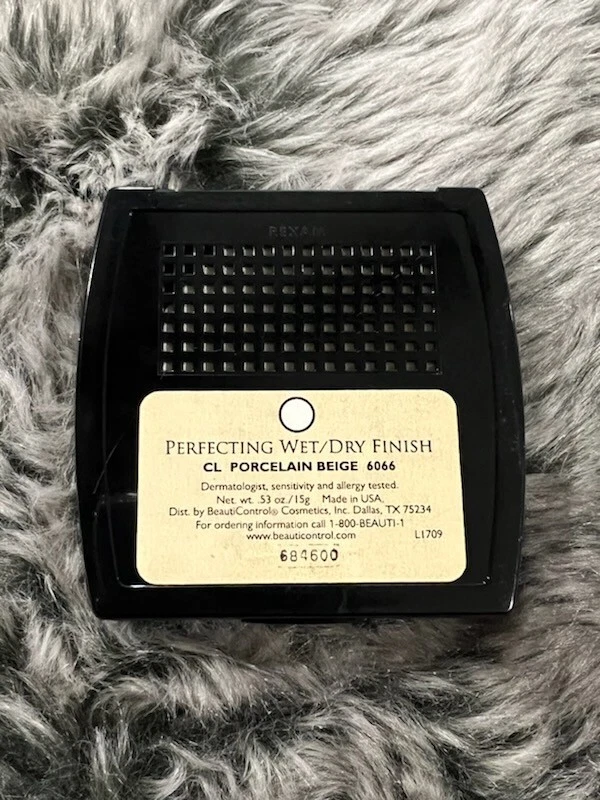 REXAM
PERFECTING WET/DRY FINISH
CL PORCELAIN BEIGE 6066
Dermatologist, sensitivity and allergy tested.
Net. wt. .53 oz./15g Made in USA.
Dist. by BeautiControl® Cosmetics, Inc. Dallas, TX 75234
For ordering information call 1-800-BEAUTI-1
www.beauticontrol.com L1709
684600